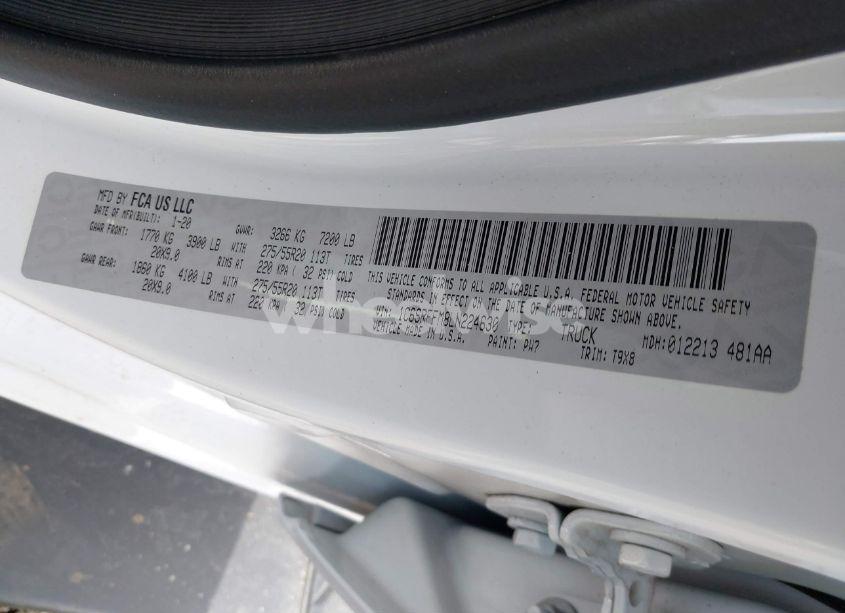 MFD BY FCA US LLC
DATE OF MFR(BUILT): 1-20 GVWR: 3266 KG 7200 LB
GAWR FRONT: 1770 KG 3900 LB WITH 275/55R20 113T TIRES
20X9.0 RIMS AT 220 KPA ( 32 PSI) COLD
GAWR REAR: 1860 KG 4100 LB WITH 275/55R20 113T TIRES
20X9.0 RIMS AT 220 KPA ( 32 PSI) COLD
THIS VEHICLE CONFORMS TO ALL APPLICABLE U.S.A. FEDERAL MOTOR VEHICLE SAFETY
STANDARDS IN EFFECT ON THE DATE OF MANUFACTURE SHOWN ABOVE.
VIN: TYPE: TRUCK MDH:012213 481AA
VEHICLE MADE IN U.S.A. PAINT: PW7 TRIM: T9X8
wheelwise